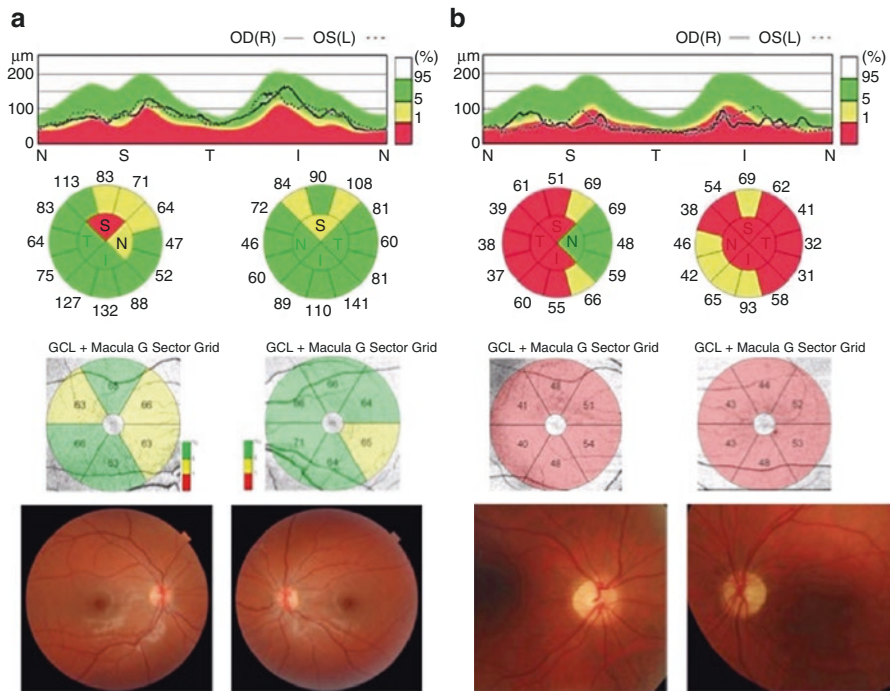 a
OD(R) OS(L)
µm (%)
200 95
100 5
1
0
N S T I N
83
113 71
83 64
64 47
75 52
127 88
132
S
T N
I
90
84 108
72 81
46 60
60 81
89 141
110
S
N T
I
GCL + Macula G Sector Grid GCL + Macula G Sector Grid
63 66
66 63
66 64
71 65
64
b
OD(R) OS(L)
µm (%)
200 95
100 5
1
0
N S T I N
51
61 69
39 69
38 48
37 59
60 66
55
S
T N
I
69
54 62
38 41
46 32
42 31
65 58
93
S
N T
I
GCL + Macula G Sector Grid GCL + Macula G Sector Grid
48
41 51
40 54
48
44
43 52
43 53
48